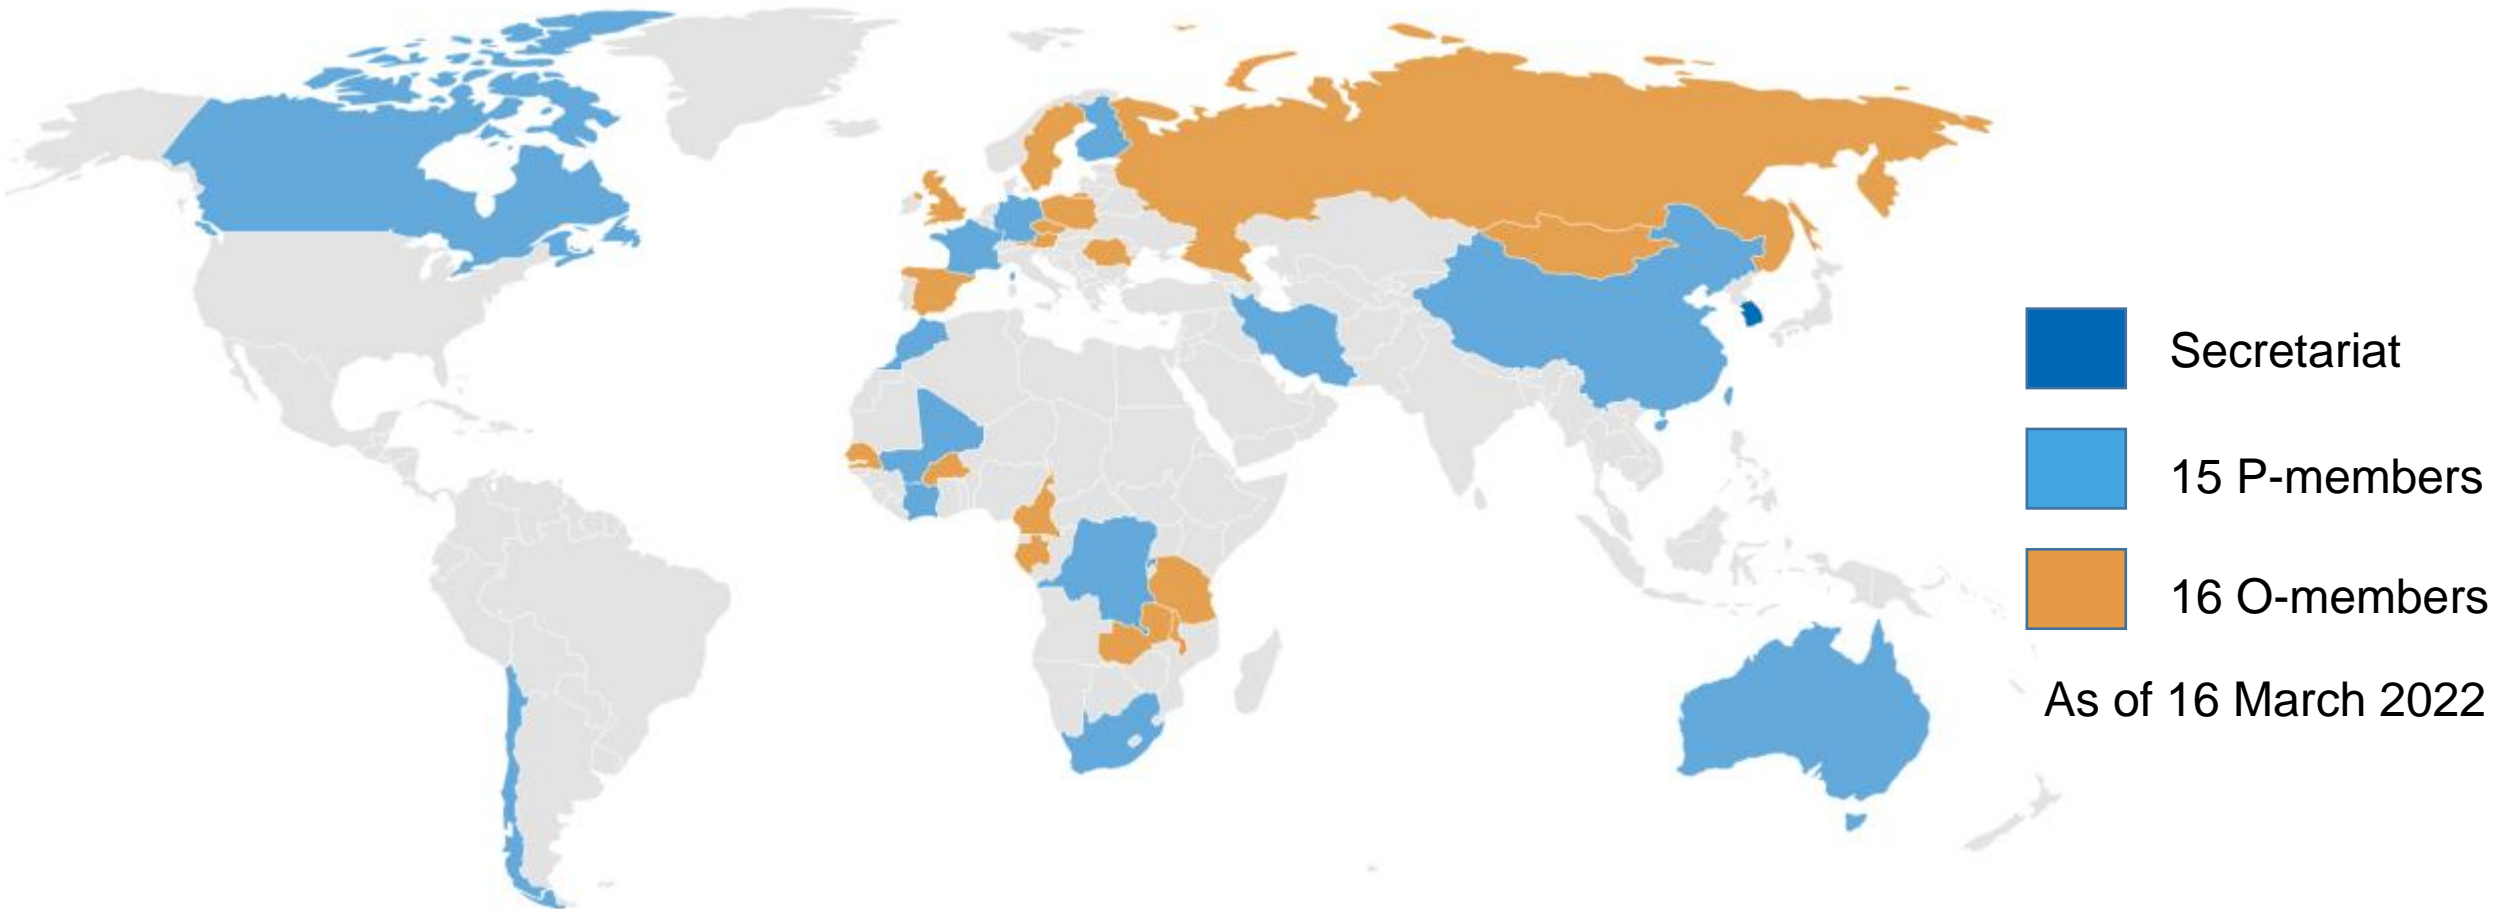 Secretariat
15 P-members
16 O-members
As of 16 March 2022